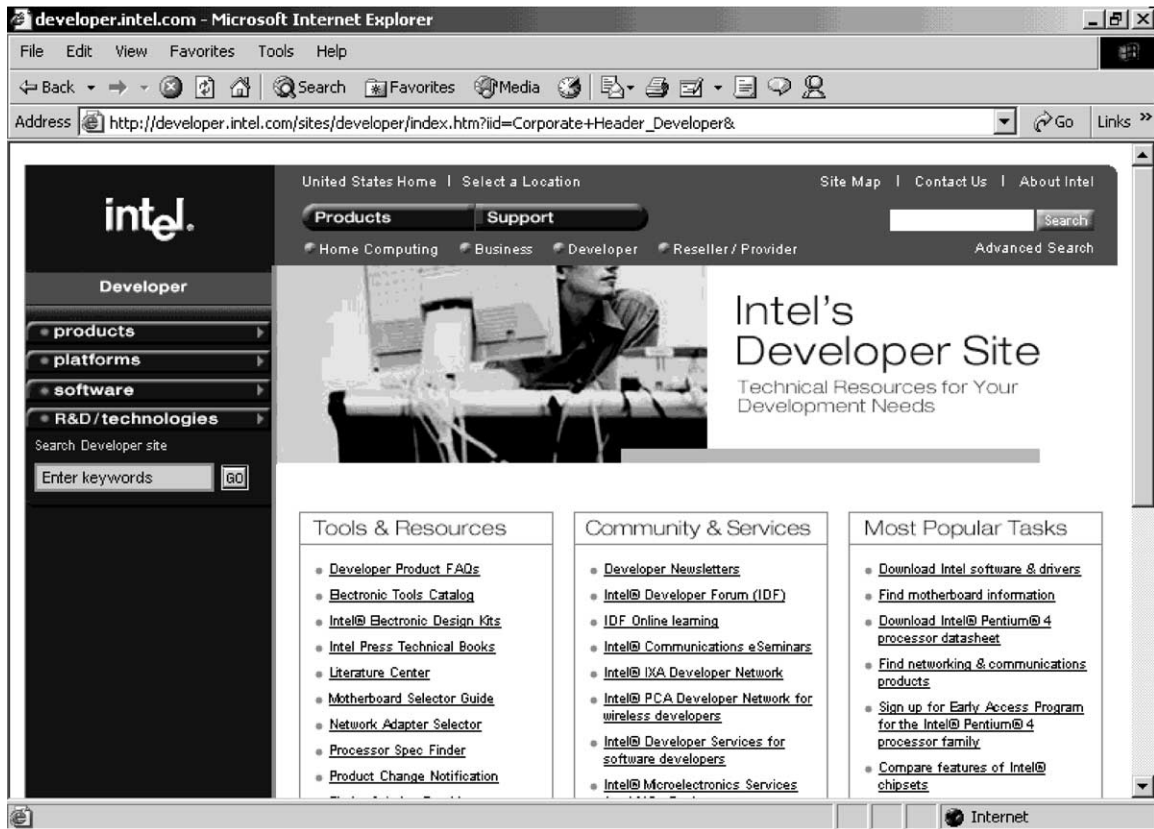 developer.intel.com - Microsoft Internet Explorer
File Edit View Favorites Tools Help
Back Search Favorites Media
Address http://developer.intel.com/sites/developer/index.htm?iid=Corporate+Header_Developer& Go Links »
United States Home | Select a Location Site Map | Contact Us | About Intel
intel.
Products Support Search
Home Computing Business Developer Reseller / Provider Advanced Search
Developer
products
platforms
software
R&D/technologies
Search Developer site
Enter keywords GO
Intel's
Developer Site
Technical Resources for Your
Development Needs
Tools & Resources
Developer Product FAQs
Electronic Tools Catalog
Intel® Electronic Design Kits
Intel Press Technical Books
Literature Center
Motherboard Selector Guide
Network Adapter Selector
Processor Spec Finder
Product Change Notification
Community & Services
Developer Newsletters
Intel® Developer Forum (IDF)
IDF Online learning
Intel® Communications eSeminars
Intel® IXA Developer Network
Intel® PCA Developer Network for
wireless developers
Intel® Developer Services for
software developers
Intel® Microelectronics Services
Most Popular Tasks
Download Intel software & drivers
Find motherboard information
Download Intel® Pentium® 4
processor datasheet
Find networking & communications
products
Sign up for Early Access Program
for the Intel® Pentium® 4
processor family
Compare features of Intel®
chipsets
Internet